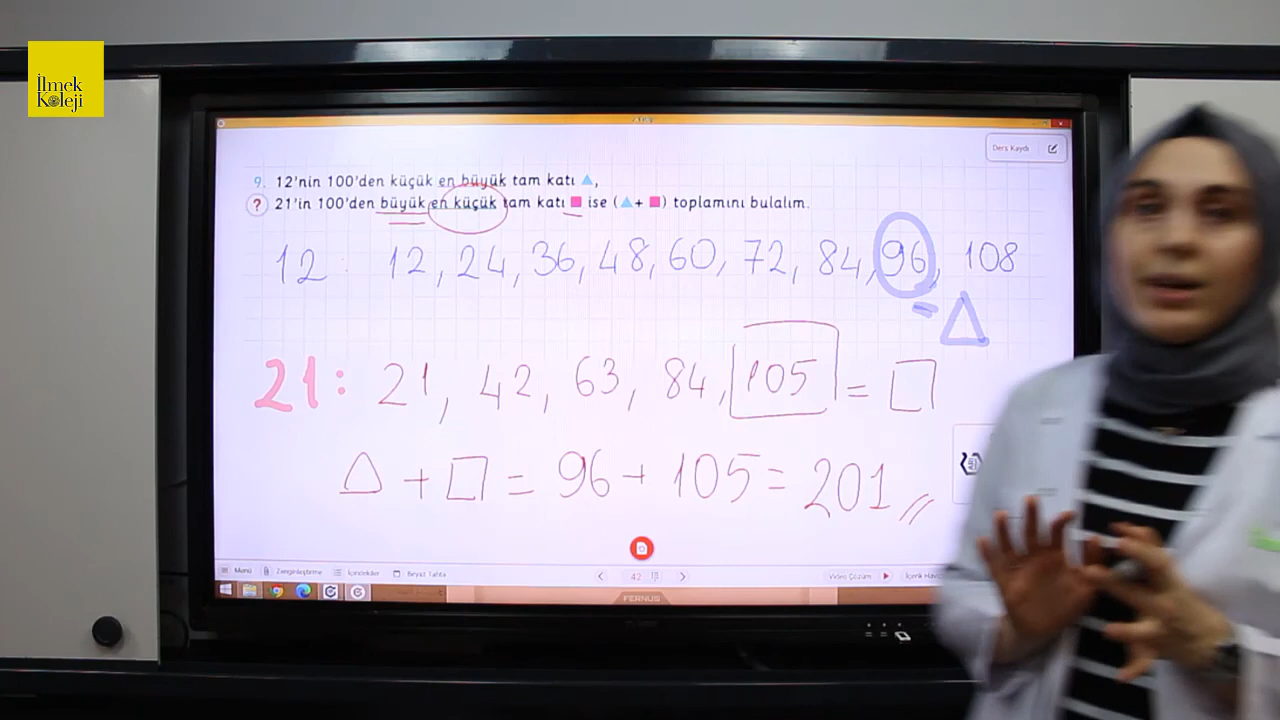 İlmek
Koleji
Ders Kaydı
9. 12'nin 100'den küçük en büyük tam katı ▲,
? 21'in 100'den büyük en küçük tam katı ■ ise (▲+ ■) toplamını bulalım.
12 : 12, 24, 36, 48, 60, 72, 84, 96, 108
= △
21: 21, 42, 63, 84, 105 = □
△ + □ = 96 + 105 = 201 //
Menü Zenginleştirme İçindekiler Beyaz Tahta 42 Video Çözüm
FERNUS